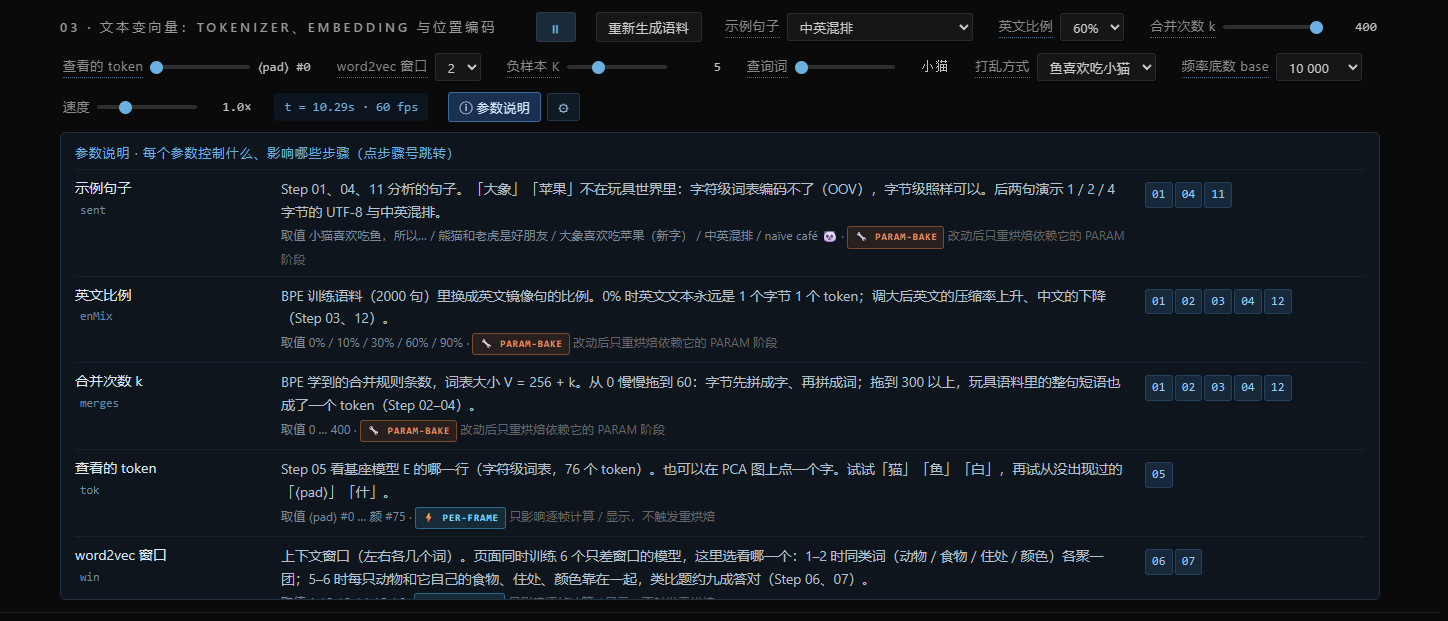 03 · 文本变向量: TOKENIZER、EMBEDDING 与位置编码 ⏸ 重新生成语料 示例句子 中英混排 英文比例 60% 合并次数 k 400
查看的 token ⟨pad⟩ #0 word2vec 窗口 2 负样本 K 5 查询词 小猫 打乱方式 鱼喜欢吃小猫 频率底数 base 10 000
速度 1.0x t = 10.29s · 60 fps ⓘ 参数说明 ⚙
参数说明 · 每个参数控制什么、影响哪些步骤（点步骤号跳转）
示例句子
sent
Step 01、04、11 分析的句子。「大象」「苹果」不在玩具世界里：字符级词表编码不了（OOV），字节级照样可以。后两句演示 1 / 2 / 4
字节的 UTF-8 与中英混排。
取值 小猫喜欢吃鱼，所以… / 熊猫和老虎是好朋友 / 大象喜欢吃苹果（新字） / 中英混排 / naïve café 🐼 · 🔧 PARAM-BAKE 改动后只重烘焙依赖它的 PARAM
阶段
01 04 11
英文比例
enMix
BPE 训练语料（2000 句）里换成英文镜像句的比例。0% 时英文文本永远是 1 个字节 1 个 token；调大后英文的压缩率上升、中文的下降
（Step 03、12）。
取值 0% / 10% / 30% / 60% / 90% · 🔧 PARAM-BAKE 改动后只重烘焙依赖它的 PARAM 阶段
01 02 03 04 12
合并次数 k
merges
BPE 学到的合并规则条数，词表大小 V = 256 + k。从 0 慢慢拖到 60：字节先拼成字、再拼成词；拖到 300 以上，玩具语料里的整句短语也
成了一个 token（Step 02–04）。
取值 0 … 400 · 🔧 PARAM-BAKE 改动后只重烘焙依赖它的 PARAM 阶段
01 02 03 04 12
查看的 token
tok
Step 05 看基座模型 E 的哪一行（字符级词表，76 个 token）。也可以在 PCA 图上点一个字。试试「猫」「鱼」「白」，再试从没出现过的
「⟨pad⟩」「什」。
取值 ⟨pad⟩ #0 … 颜 #75 · ⚡ PER-FRAME 只影响逐帧计算 / 显示，不触发重烘焙
05
word2vec 窗口
win
上下文窗口（左右各几个词）。页面同时训练 6 个只差窗口的模型，这里选看哪一个：1–2 时同类词（动物 / 食物 / 住处 / 颜色）各聚一
团；5–6 时每只动物和它自己的食物、住处、颜色靠在一起，类比题约九成答对（Step 06、07）。
06 07